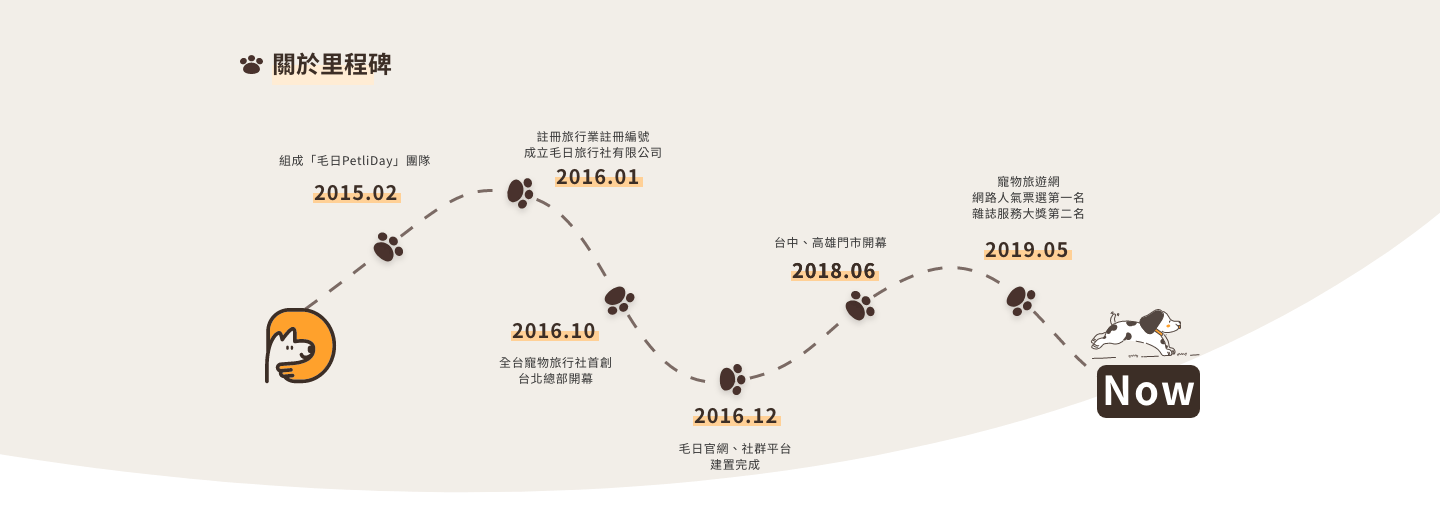 關於里程碑
組成「毛日PetliDay」團隊
2015.02
註冊旅行業註冊編號
成立毛日旅行社有限公司
2016.01
2016.10
全台寵物旅行社首創
台北總部開幕
2016.12
毛日官網、社群平台
建置完成
台中、高雄門市開幕
2018.06
寵物旅遊網
網路人氣票選第一名
雜誌服務大獎第二名
2019.05
Now